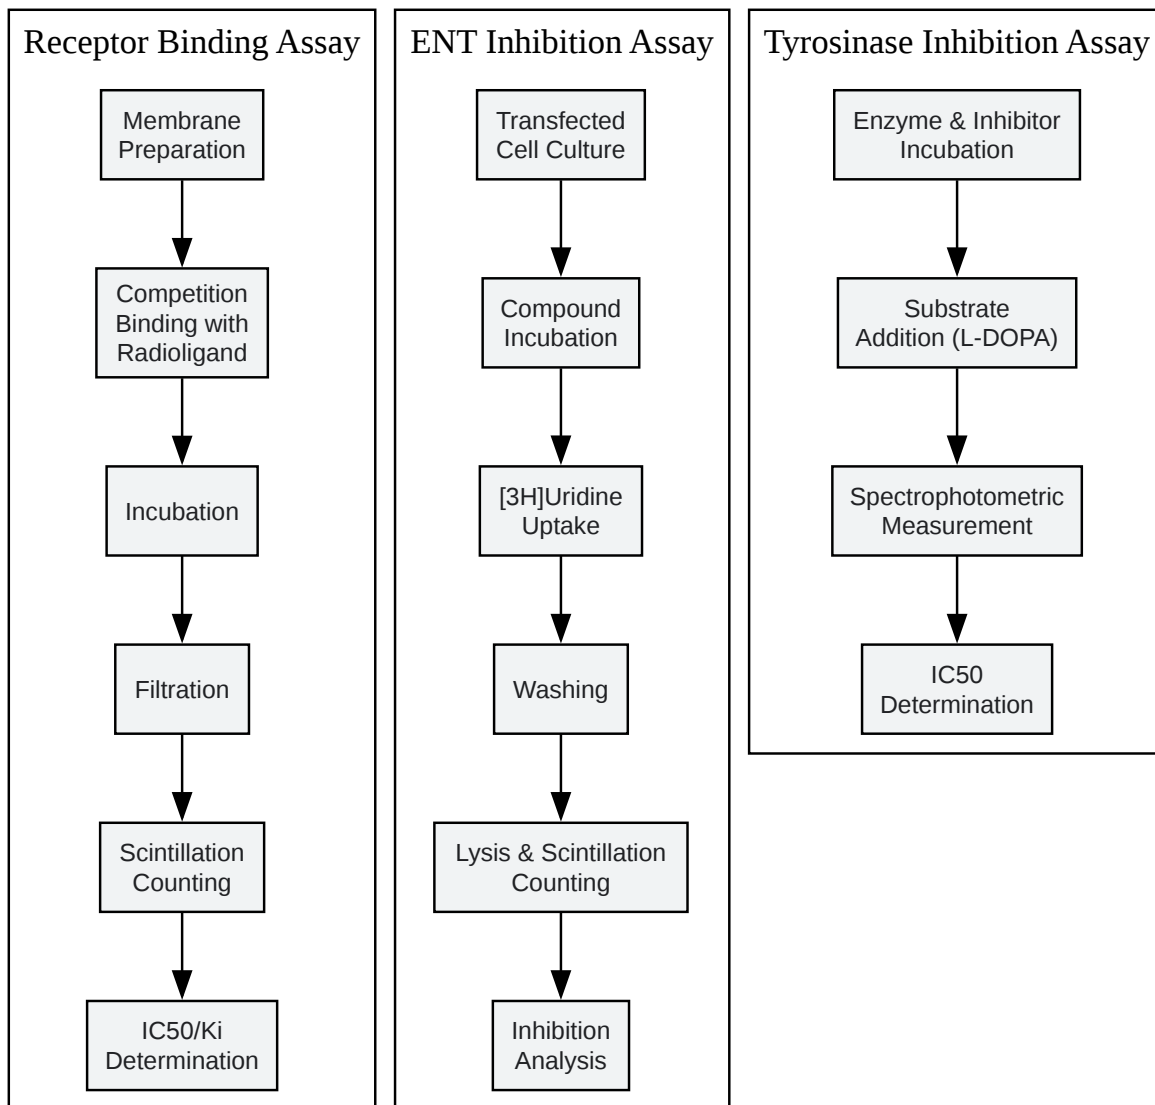 Receptor Binding Assay
Membrane
Preparation
Competition
Binding with
Radioligand
Incubation
Filtration
Scintillation
Counting
IC50/Ki
Determination
ENT Inhibition Assay
Transfected
Cell Culture
Compound
Incubation
[3H]Uridine
Uptake
Washing
Lysis & Scintillation
Counting
Inhibition
Analysis
Tyrosinase Inhibition Assay
Enzyme & Inhibitor
Incubation
Substrate
Addition (L-DOPA)
Spectrophotometric
Measurement
IC50
Determination